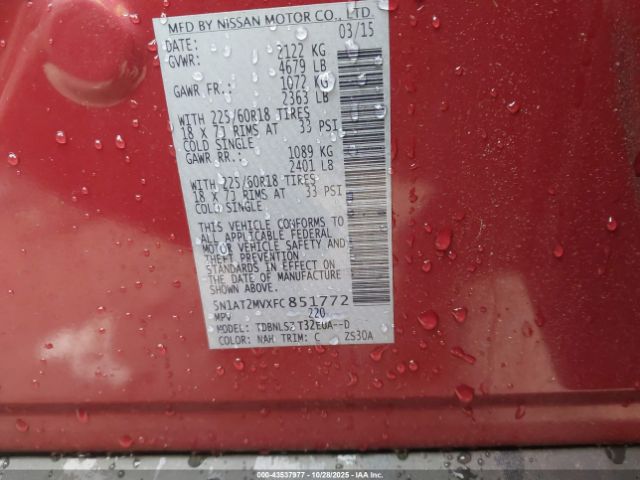 MFD BY NISSAN MOTOR CO., LTD.
DATE: 03/15
GVWR: 2122 KG
4679 LB
GAWR FR.: 1072 KG
2363 LB
WITH 225/60R18 TIRES
18 X 7J RIMS AT 33 PSI
COLD SINGLE
GAWR RR.: 1089 KG
2401 LB
WITH 225/60R18 TIRES
18 X 7J RIMS AT 33 PSI
COLD SINGLE
THIS VEHICLE CONFORMS TO
ALL APPLICABLE FEDERAL
MOTOR VEHICLE SAFETY AND
THEFT PREVENTION
STANDARDS IN EFFECT ON
THE DATE OF MANUFACTURE
SHOWN ABOVE.
5N1AT2MVXFC851772
MPV 220
MODEL: TDBNLS T32EUA--D
COLOR: NAH TRIM: C ZS30A
000-43537977 - 10/28/2025 - IAA Inc.